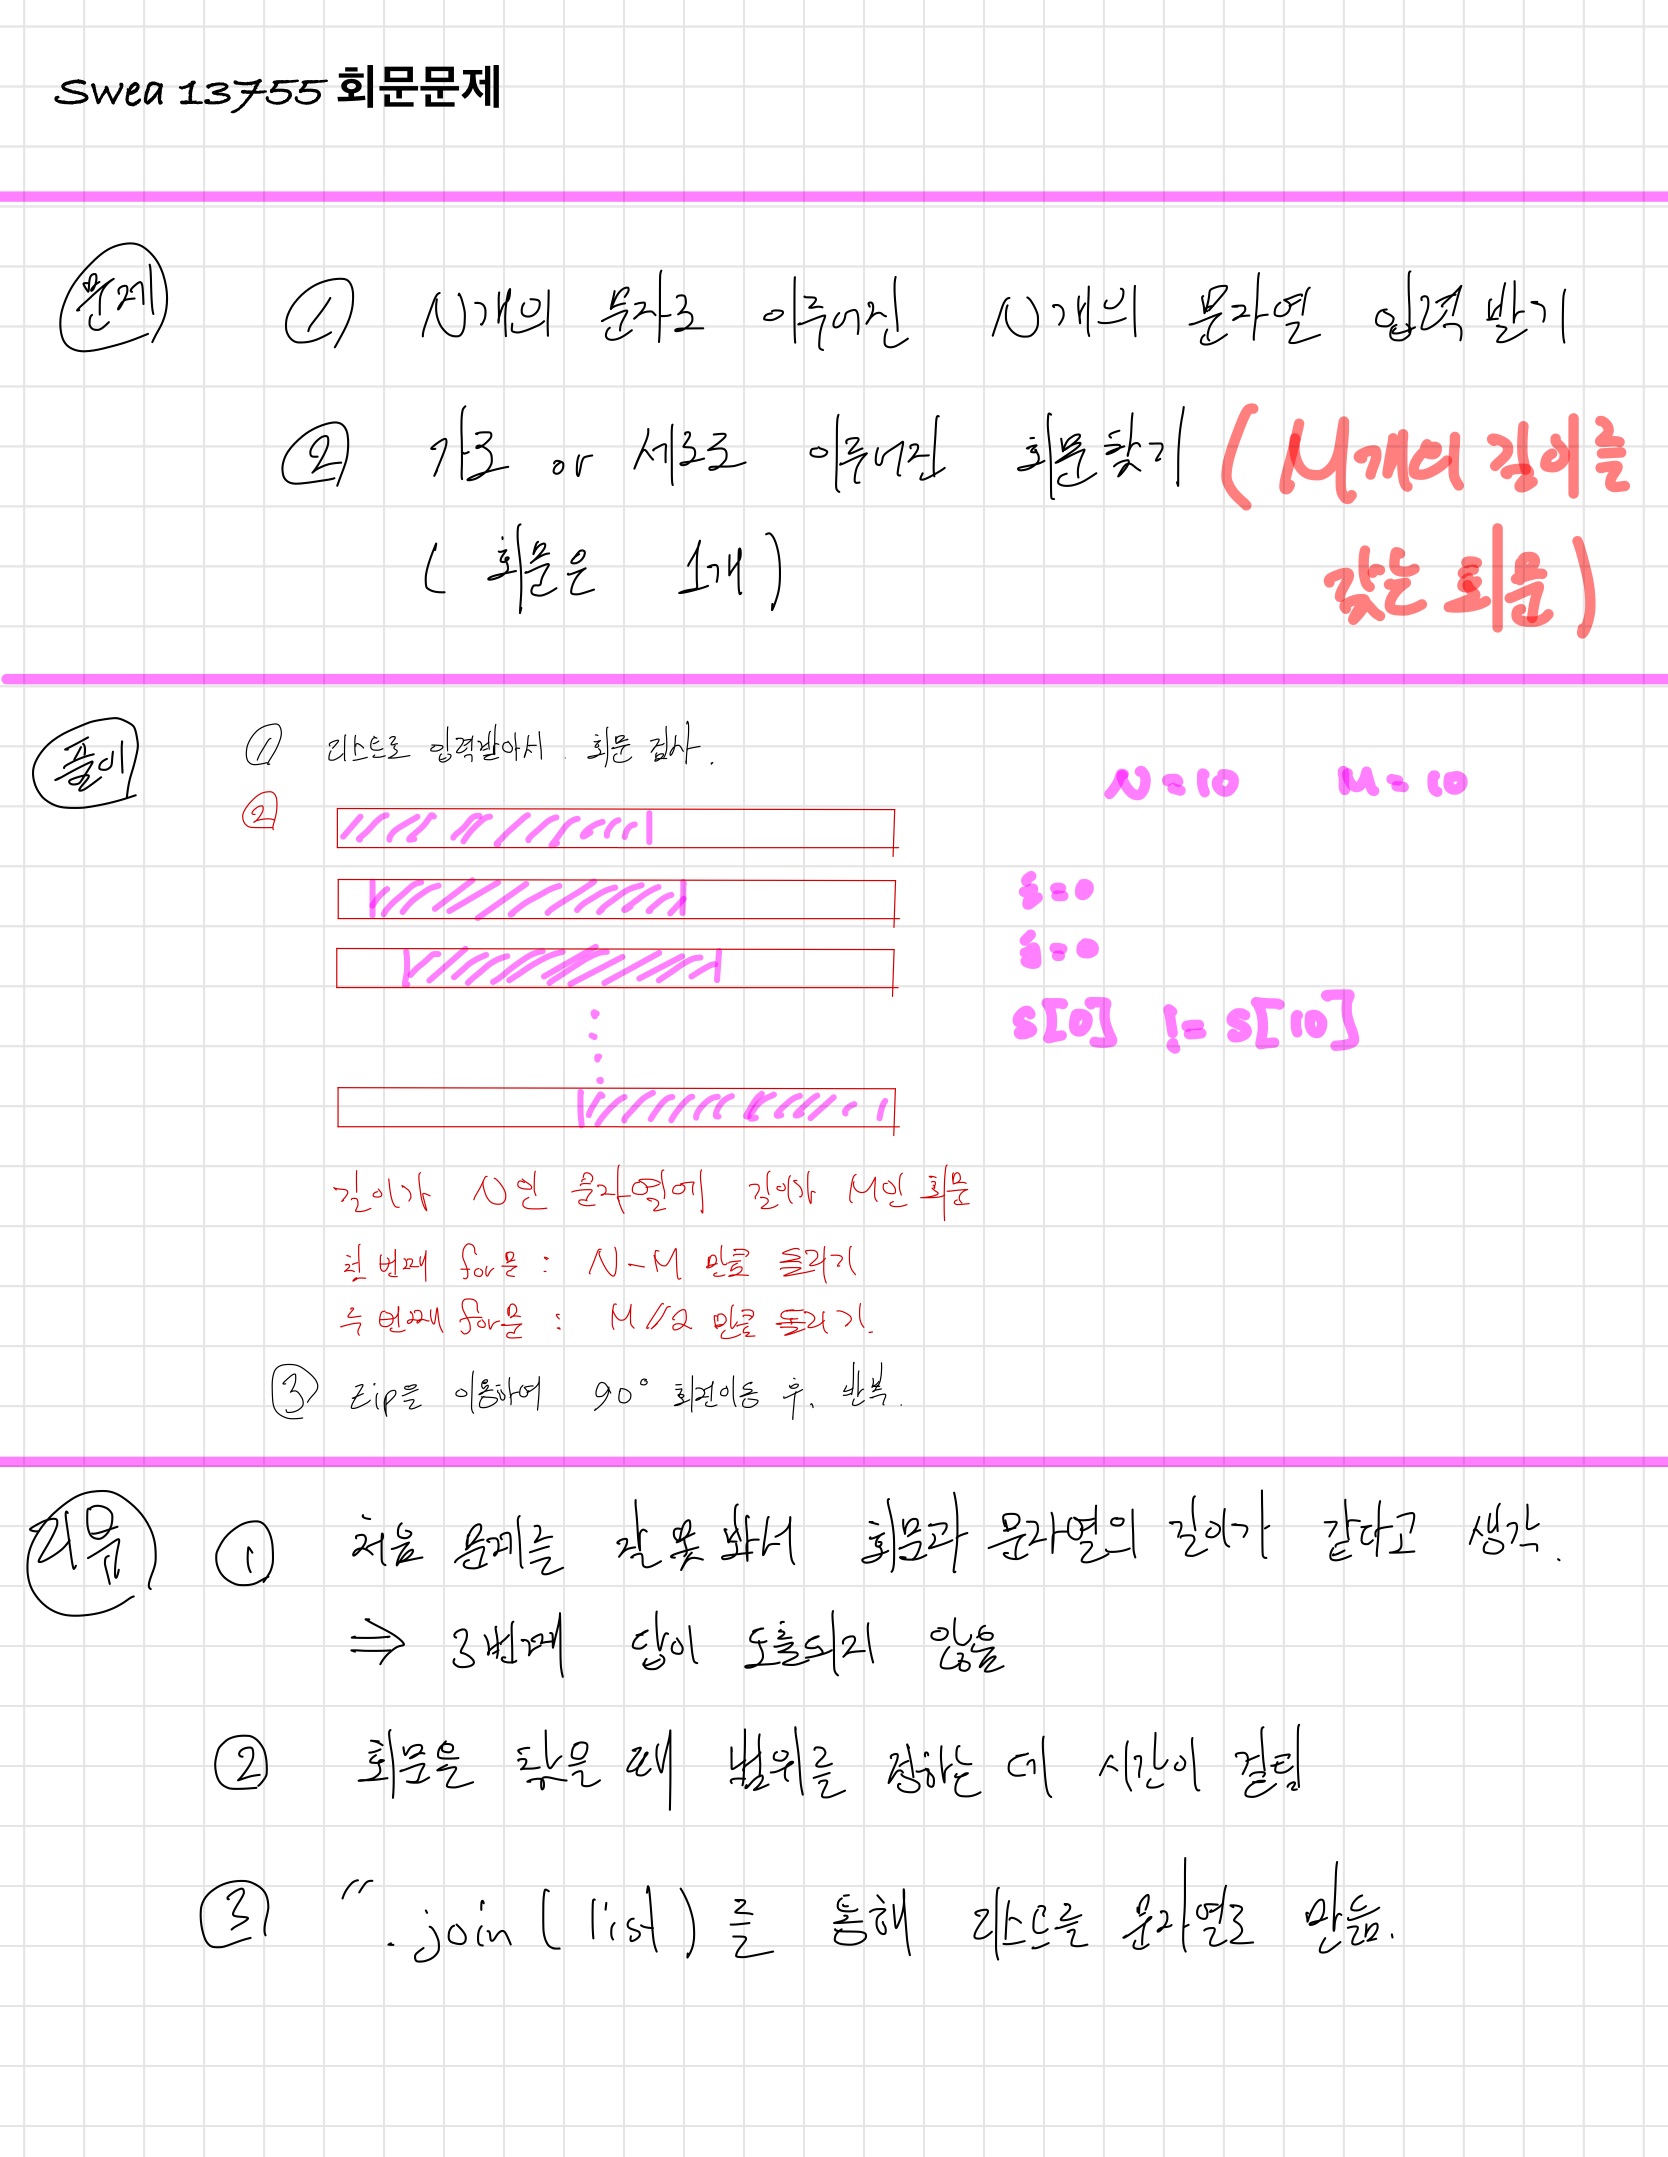 Swea 13755 회문문제
문제 ① N개의 문자로 이루어진 N개의 문자열 입력 받기
② 가로 or 세로로 이루어진 회문 찾기 (M개의 길이를
갖는 회문)
(회문은 1개)
풀이 ① 리스트로 입력받아서. 회문 검사.
N=10 M=10
②
i=0
j=0
s[0] != s[10]
길이가 N인 문자열에 길이가 M인 회문
첫 번째 for문 : N-M 만큼 돌리기
두 번째 for문 : M//2 만큼 돌리기.
③ zip을 이용하여 90° 회전이동 후, 반복.
리뷰 ① 처음 문제를 잘 못 봐서 회문과 문자열의 길이가 같다고 생각.
⇒ 3번째 답이 도출되지 않음
② 회문을 찾을 때 범위를 정하는 데 시간이 걸림
③ ''.join(list)를 통해 리스트를 문자열로 만듦.